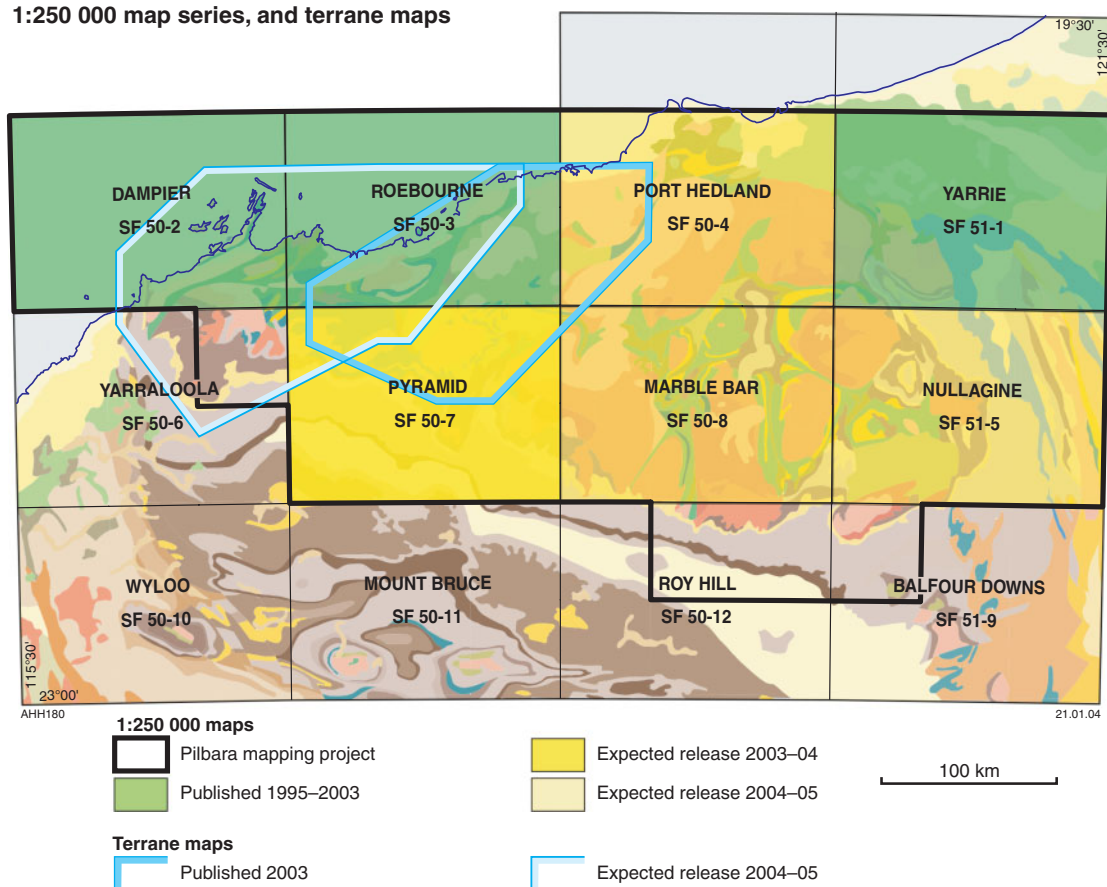 1:250 000 map series, and terrane maps
19°30'
121°30'
DAMPIER
SF 50-2
ROEBOURNE
SF 50-3
PORT HEDLAND
SF 50-4
YARRIE
SF 51-1
YARRALOOLA
SF 50-6
PYRAMID
SF 50-7
MARBLE BAR
SF 50-8
NULLAGINE
SF 51-5
WYLOO
SF 50-10
MOUNT BRUCE
SF 50-11
ROY HILL
SF 50-12
BALFOUR DOWNS
SF 51-9
115°30'
23°00'
AHH180
21.01.04
1:250 000 maps
Pilbara mapping project
Published 1995–2003
Expected release 2003–04
Expected release 2004–05
100 km
Terrane maps
Published 2003
Expected release 2004–05